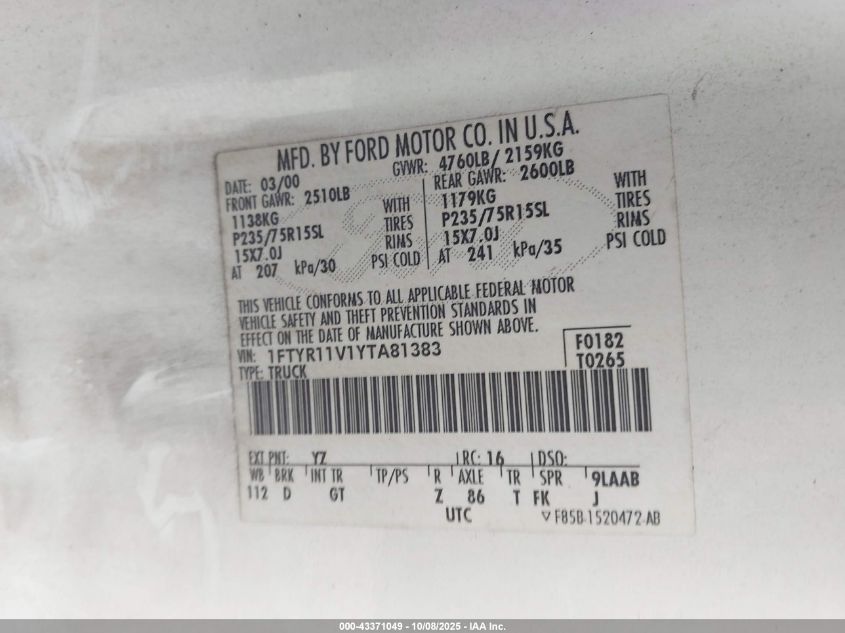 MFD. BY FORD MOTOR CO. IN U.S.A.
DATE: 03/00 GVWR: 4760LB/ 2159KG
FRONT GAWR: 2510LB
1138KG WITH
P235/75R15SL TIRES
15X7.0J RIMS
AT 207 kPa/30 PSI COLD
REAR GAWR: 2600LB
1179KG WITH
P235/75R15SL TIRES
15X7.0J RIMS
AT 241 kPa/35 PSI COLD
THIS VEHICLE CONFORMS TO ALL APPLICABLE FEDERAL MOTOR
VEHICLE SAFETY AND THEFT PREVENTION STANDARDS IN
EFFECT ON THE DATE OF MANUFACTURE SHOWN ABOVE.
VIN: 1FTYR11V1YTA81383
F0182
TYPE: TRUCK
T0265
EXT PNT: YZ RC: 16 DSO:
WB BRK INT TR TP/PS R AXLE TR SPR 9LAAB
112 D GT Z 86 T FK J
UTC
F85B-1520472-AB
000-43371049 - 10/08/2025 - IAA Inc.